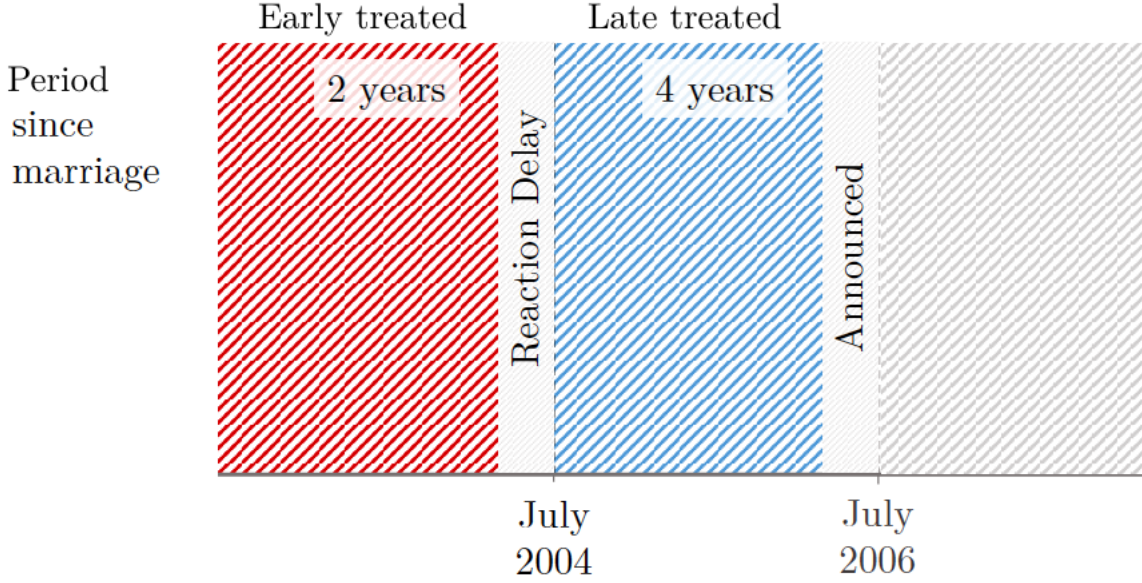 Early treated
Late treated
Period
since
marriage
2 years
4 years
Reaction Delay
Announced
July
2004
July
2006